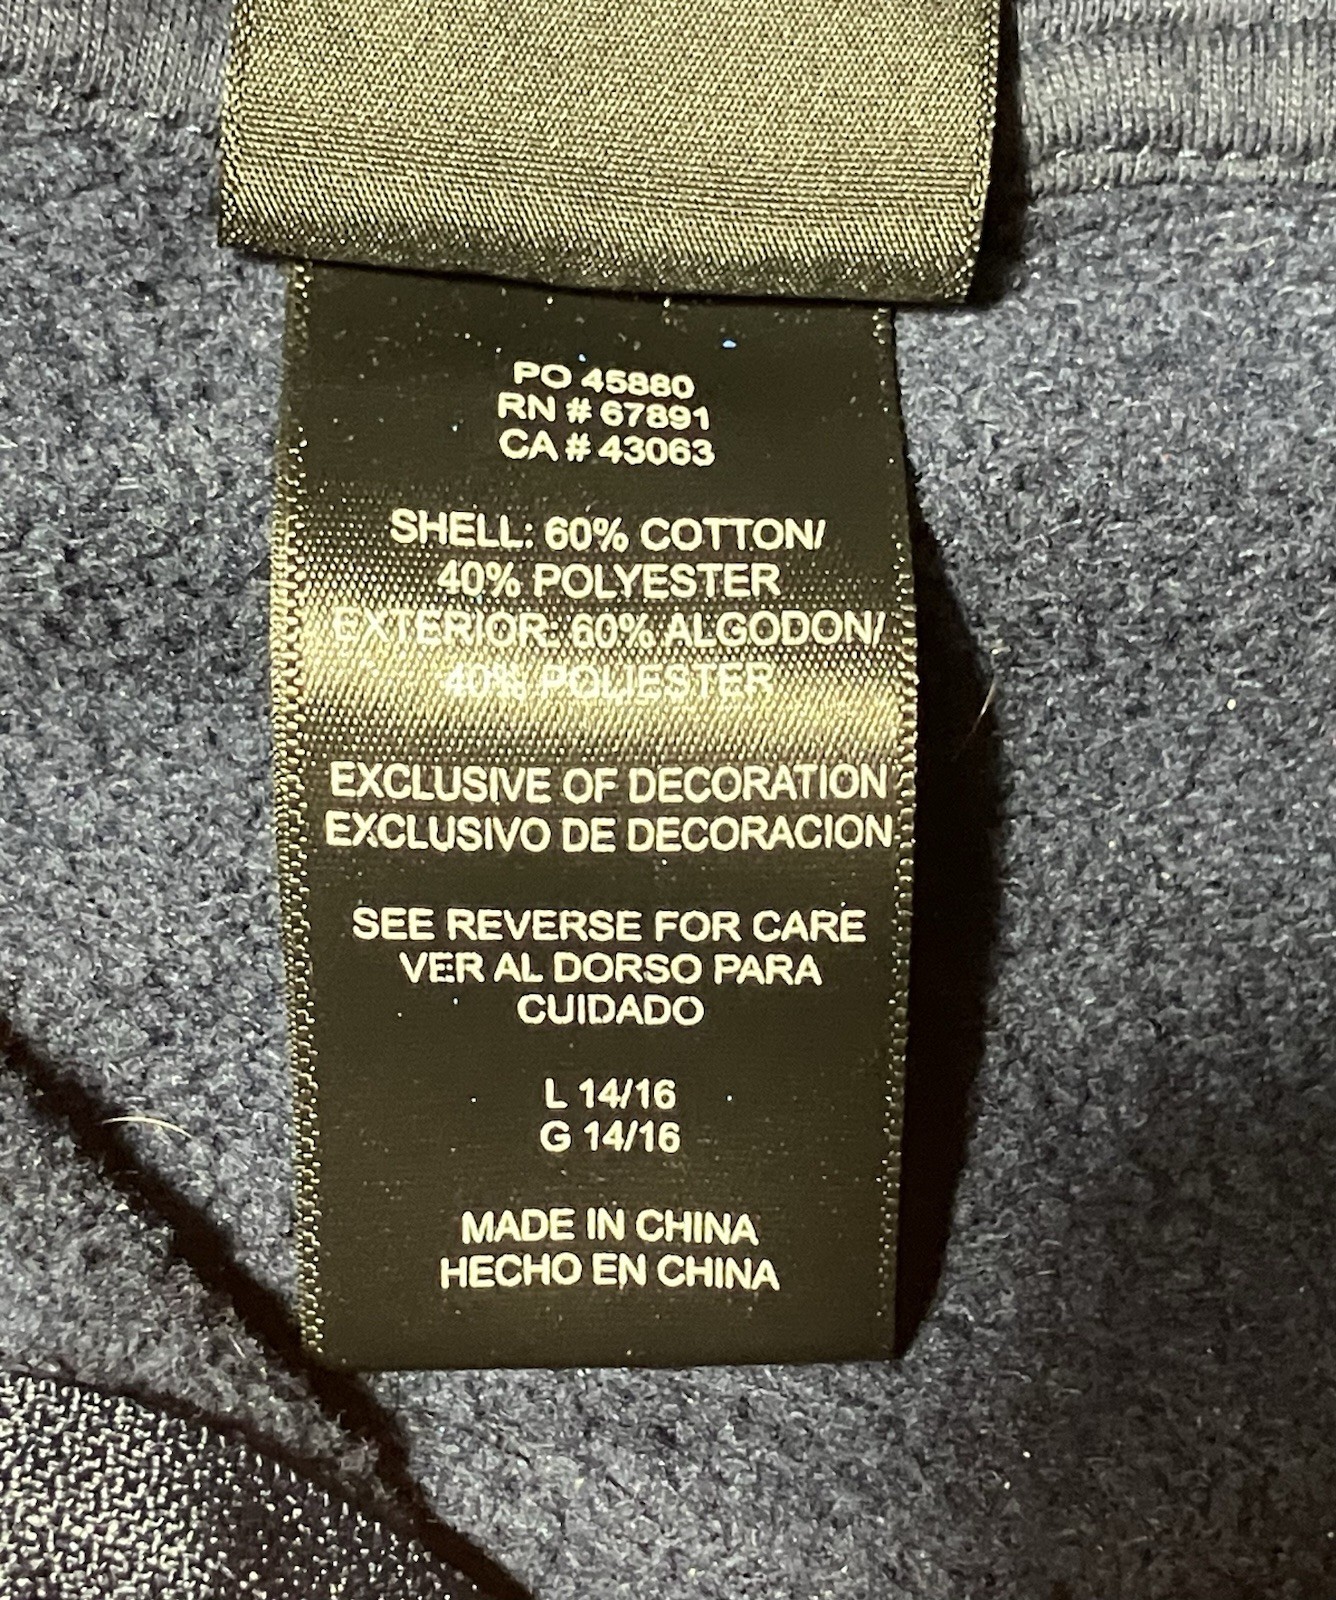 PO 45880
RN # 67891
CA # 43063
SHELL: 60% COTTON/
40% POLYESTER
EXTERIOR: 60% ALGODON/
40% POLIESTER
EXCLUSIVE OF DECORATION
EXCLUSIVO DE DECORACION
SEE REVERSE FOR CARE
VER AL DORSO PARA
CUIDADO
L 14/16
G 14/16
MADE IN CHINA
HECHO EN CHINA